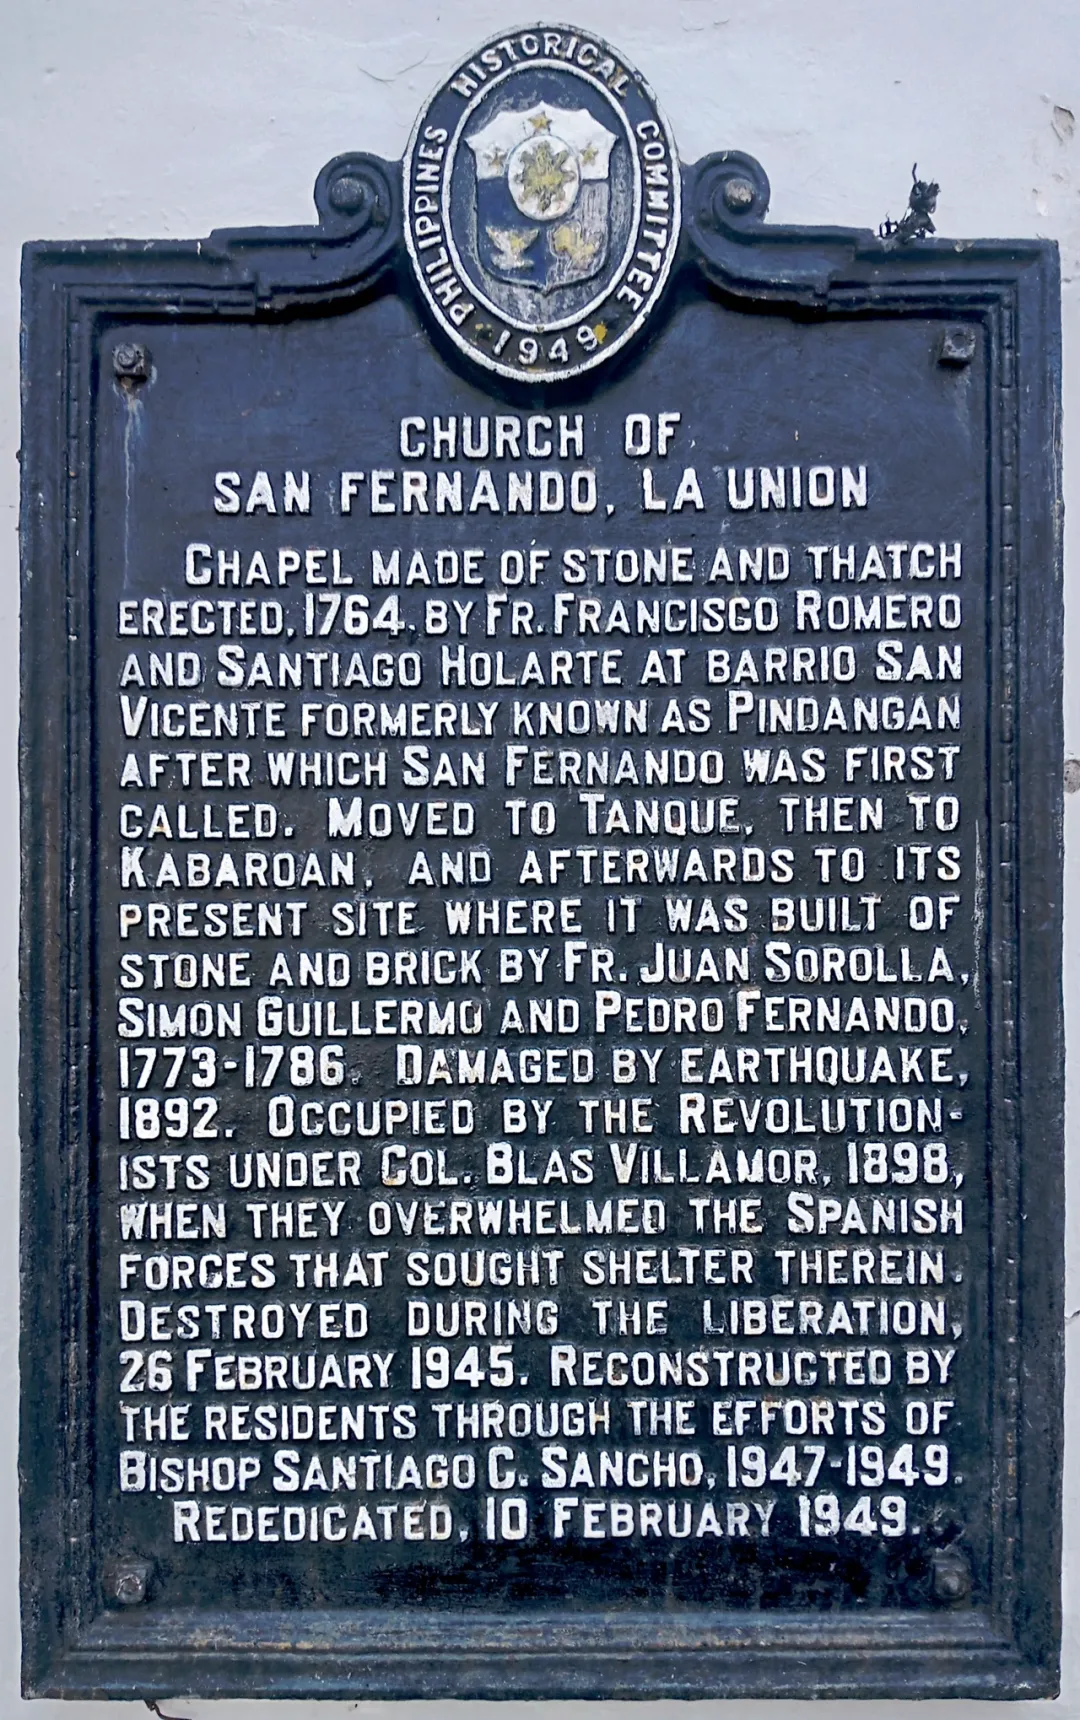 PHILIPPINES HISTORICAL COMMITTEE
1949
CHURCH OF
SAN FERNANDO, LA UNION
CHAPEL MADE OF STONE AND THATCH
ERECTED, 1764, BY FR. FRANCISCO ROMERO
AND SANTIAGO HOLARTE AT BARRIO SAN
VICENTE FORMERLY KNOWN AS PINDANGAN
AFTER WHICH SAN FERNANDO WAS FIRST
CALLED. MOVED TO TANQUE, THEN TO
KABAROAN, AND AFTERWARDS TO ITS
PRESENT SITE WHERE IT WAS BUILT OF
STONE AND BRICK BY FR. JUAN SOROLLA,
SIMON GUILLERMO AND PEDRO FERNANDO,
1773-1786. DAMAGED BY EARTHQUAKE,
1892. OCCUPIED BY THE REVOLUTION-
ISTS UNDER COL. BLAS VILLAMOR, 1898,
WHEN THEY OVERWHELMED THE SPANISH
FORCES THAT SOUGHT SHELTER THEREIN.
DESTROYED DURING THE LIBERATION,
26 FEBRUARY 1945. RECONSTRUCTED BY
THE RESIDENTS THROUGH THE EFFORTS OF
BISHOP SANTIAGO C. SANCHO, 1947-1949.
REDEDICATED, 10 FEBRUARY 1949.